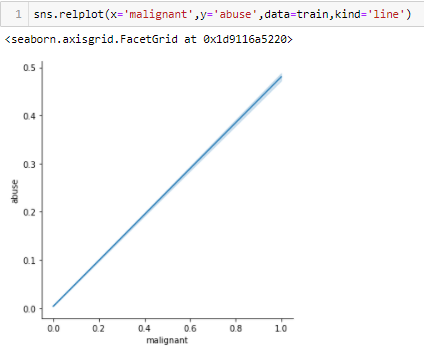 1 sns.relplot(x='malignant',y='abuse',data=train,kind='line')
<seaborn.axisgrid.FacetGrid at 0x1d9116a5220>
0.5
0.4
0.3
abuse
0.2
0.1
0.0
0.0 0.2 0.4 0.6 0.8 1.0
malignant